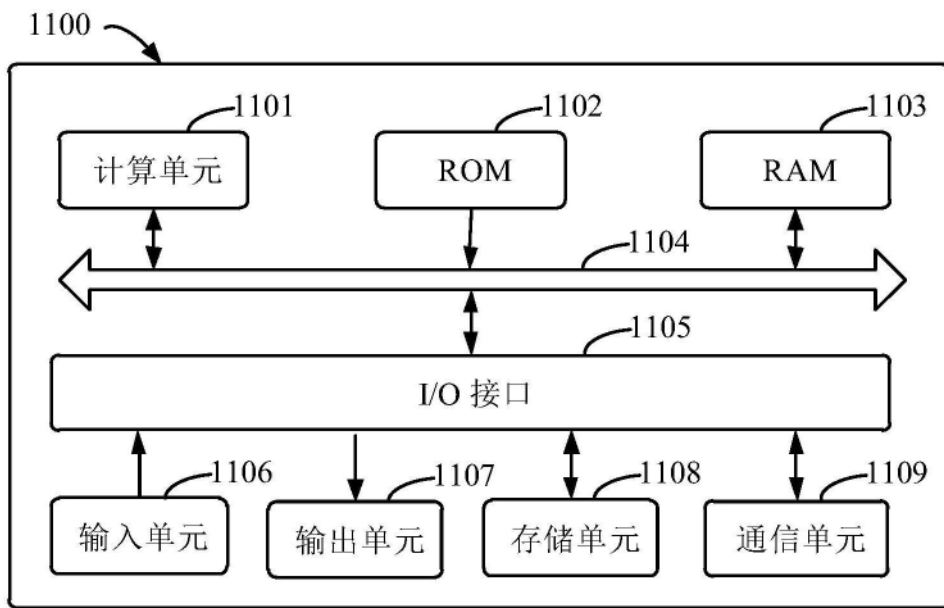 1100
1101
1102
1103
计算单元
ROM
RAM
1104
1105
I/O 接口
1106
1107
1108
1109
输入单元
输出单元
存储单元
通信单元